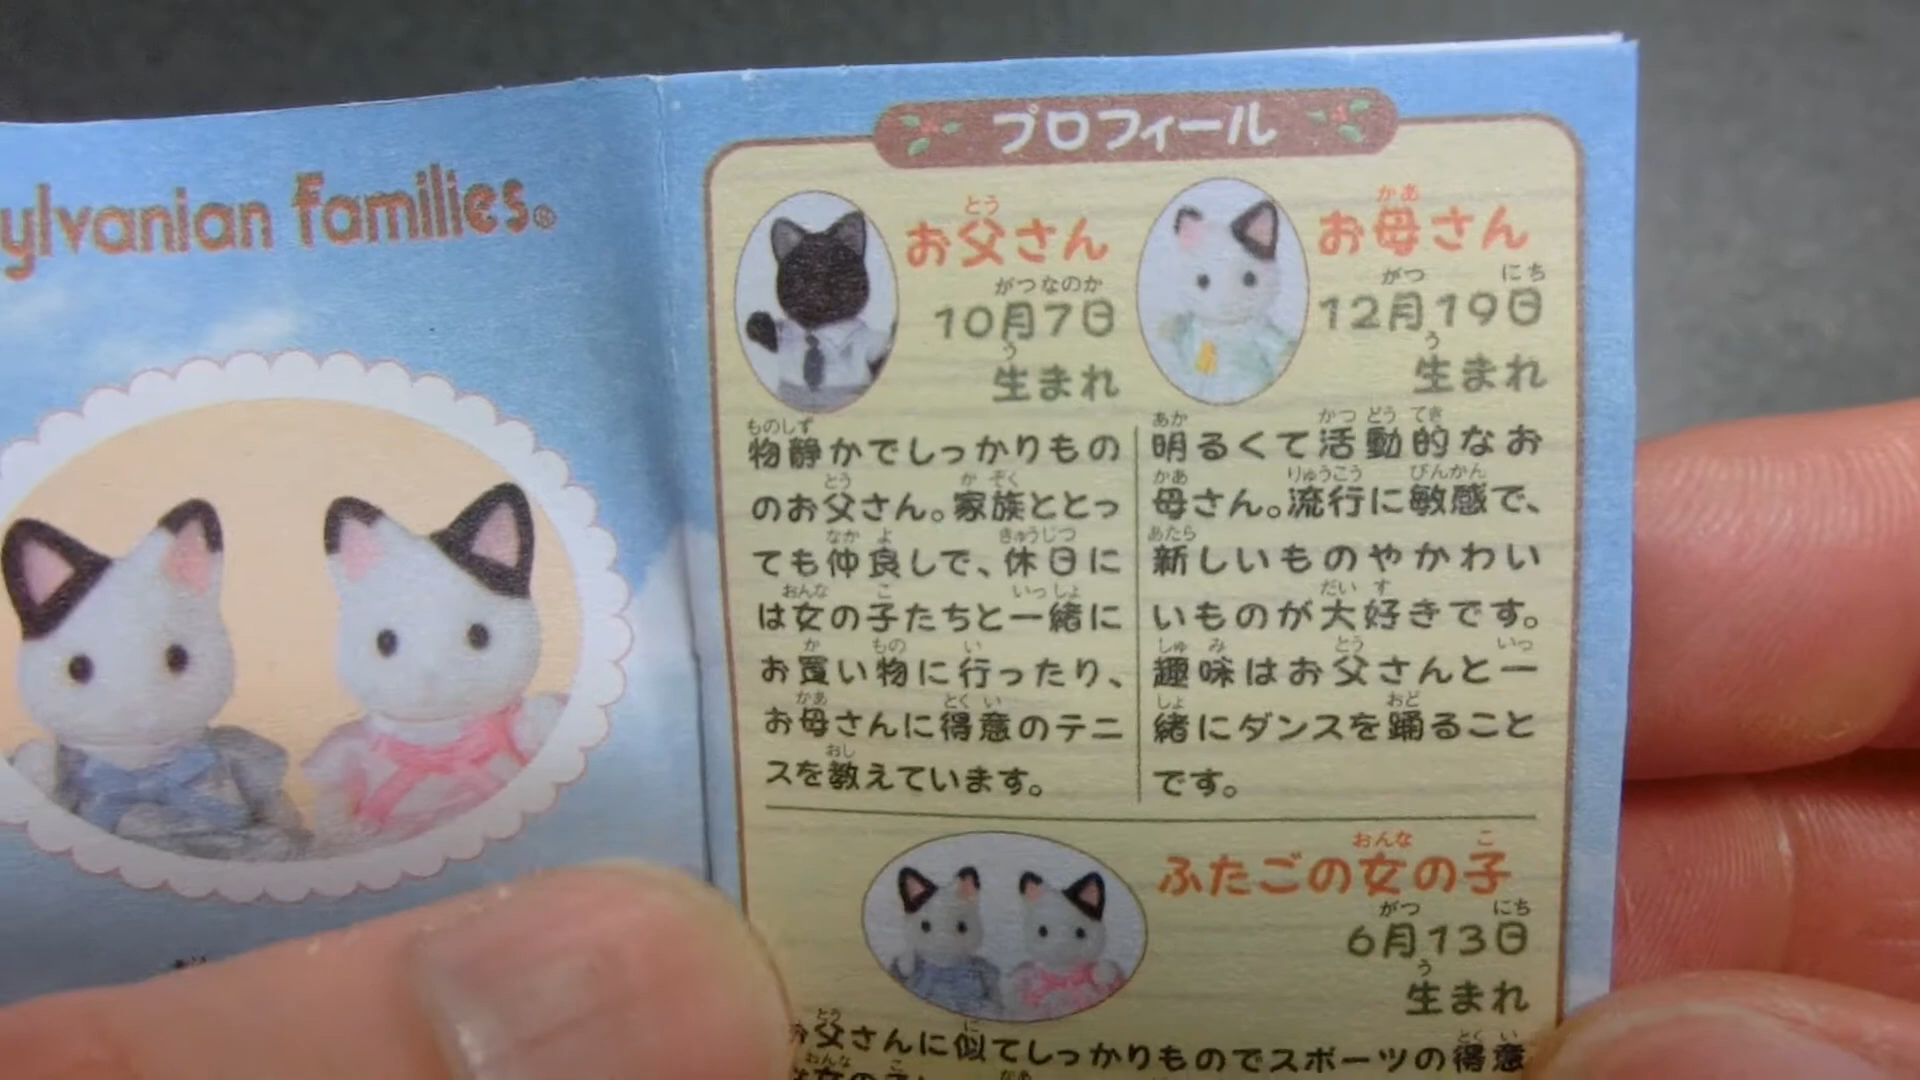 ylvanian families®
プロフィール
お父さん
10月7日
生まれ
物静かでしっかりもの
のお父さん。家族ととっ
ても仲良しで、休日に
は女の子たちと一緒に
お買い物に行ったり、
お母さんに得意のテニ
スを教えています。
お母さん
12月19日
生まれ
明るくて活動的なお
母さん。流行に敏感で、
新しいものやかわい
いものが大好きです。
趣味はお父さんと一
緒にダンスを踊ること
です。
ふたごの女の子
6月13日
生まれ
父さんに似てしっかりものでスポーツの得意